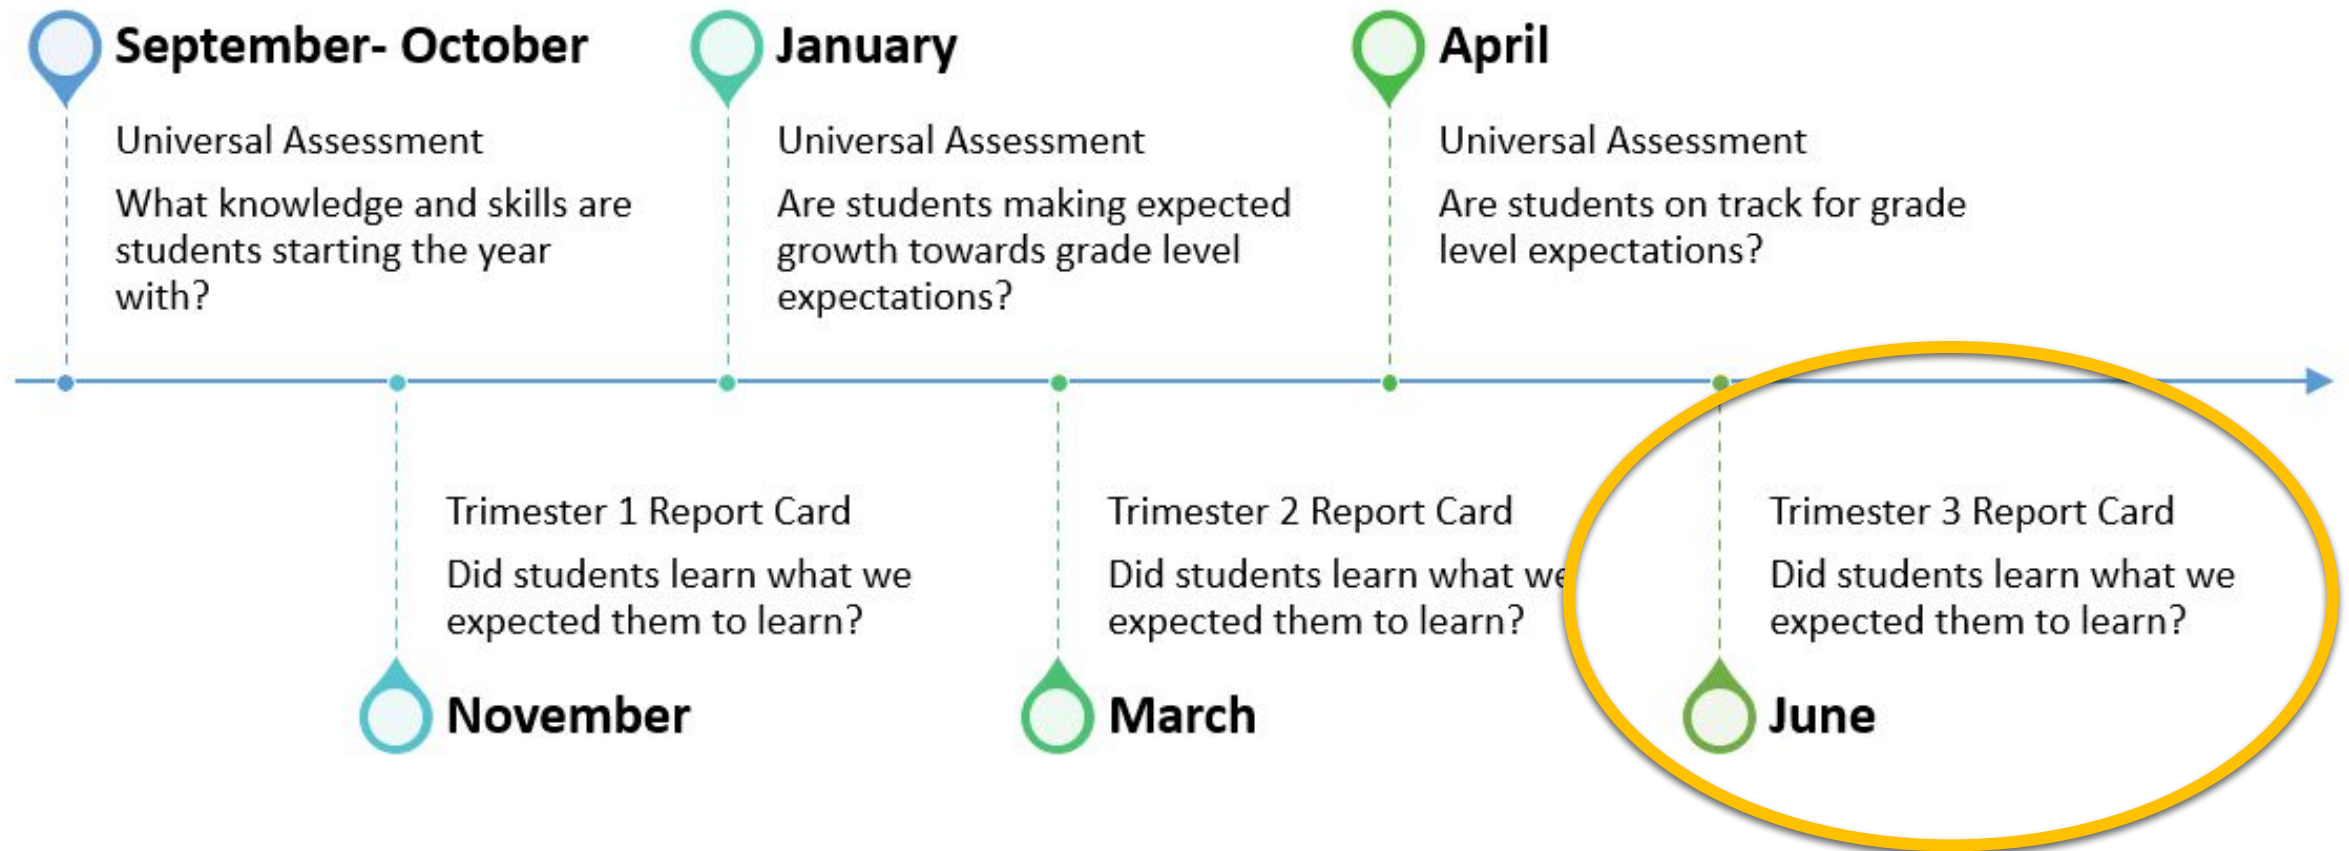 September- October
Universal Assessment
What knowledge and skills are
students starting the year
with?
January
Universal Assessment
Are students making expected
growth towards grade level
expectations?
April
Universal Assessment
Are students on track for grade
level expectations?
Trimester 1 Report Card
Did students learn what we
expected them to learn?
November
Trimester 2 Report Card
Did students learn what we
expected them to learn?
March
Trimester 3 Report Card
Did students learn what we
expected them to learn?
June